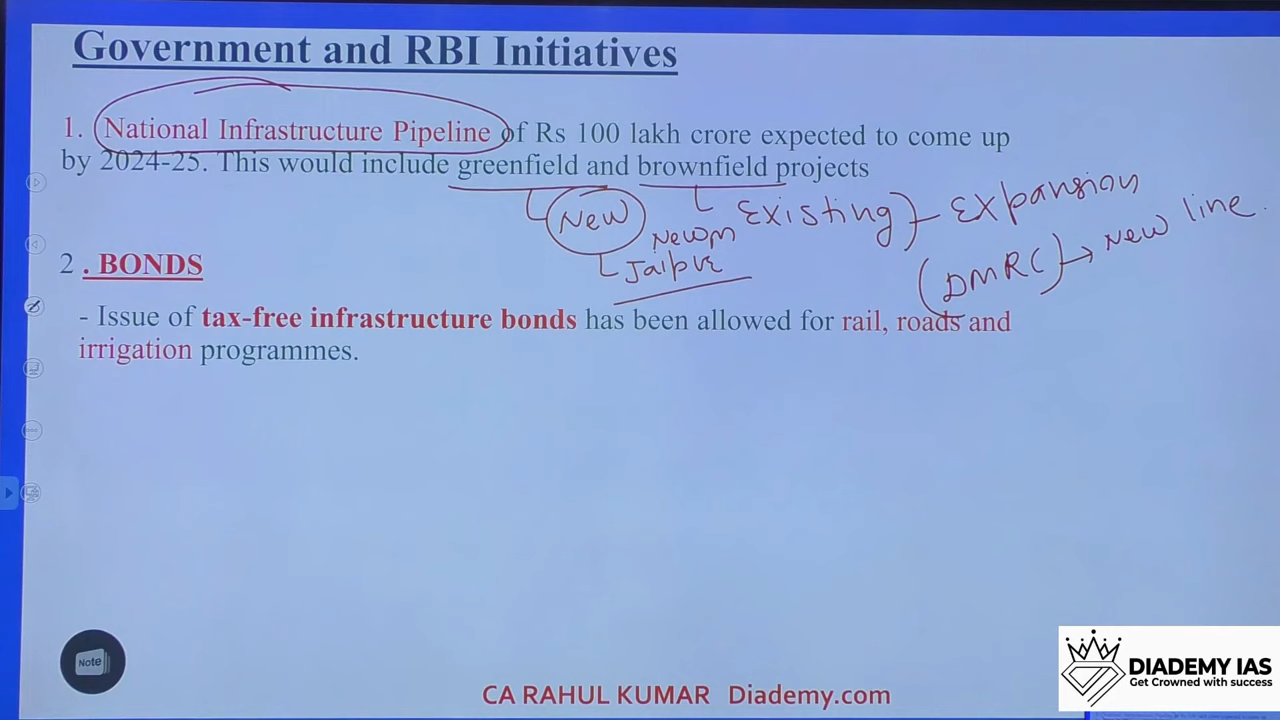 Government and RBI Initiatives
1. National Infrastructure Pipeline of Rs 100 lakh crore expected to come up
by 2024-25. This would include greenfield and brownfield projects
New
Existing - Expansion
New m
Jaipur
(DMRC) → New line
2 . BONDS
- Issue of tax-free infrastructure bonds has been allowed for rail, roads and
irrigation programmes.
Note
DIADEMY IAS
Get Crowned with success
CA RAHUL KUMAR Diademy.com